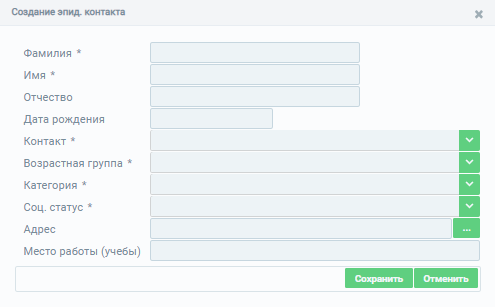 Создание эпид. контакта
Фамилия *
Имя *
Отчество
Дата рождения
Контакт *
Возрастная группа *
Категория *
Соц. статус *
Адрес ...
Место работы (учебы)
Сохранить Отменить